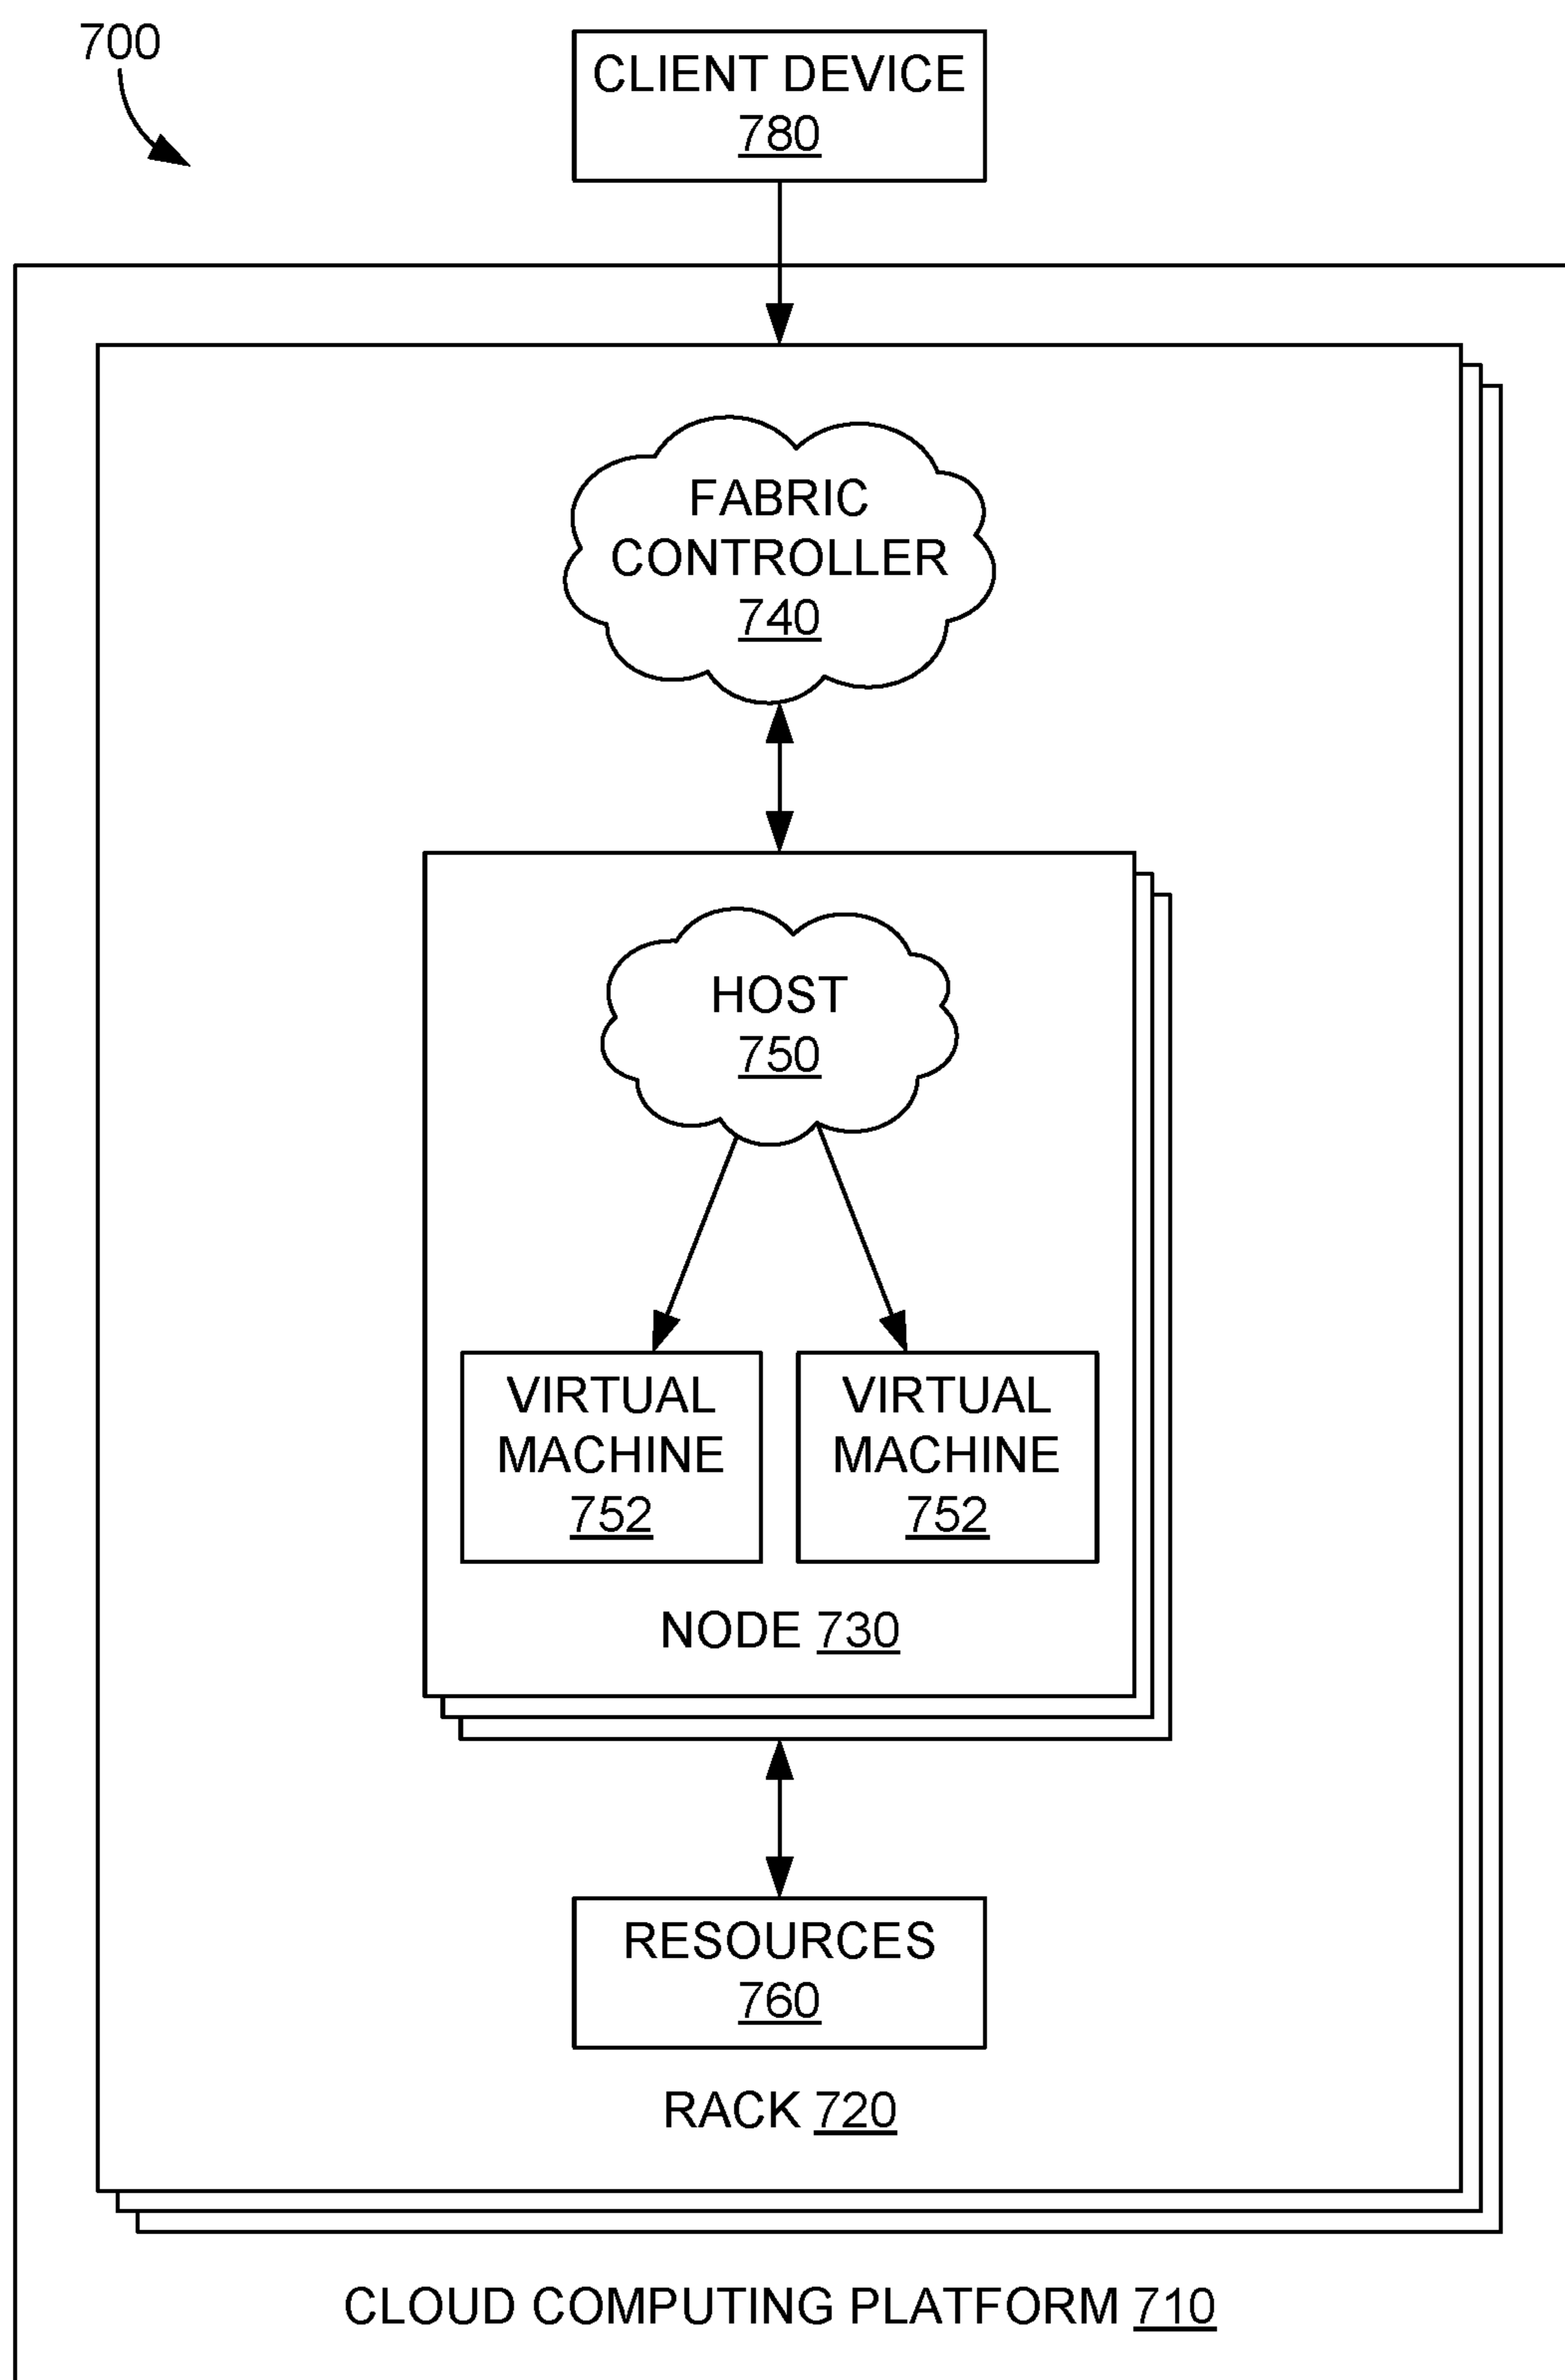 700
CLIENT DEVICE
780
FABRIC
CONTROLLER
740
HOST
750
VIRTUAL
MACHINE
752
VIRTUAL
MACHINE
752
NODE 730
RESOURCES
760
RACK 720
CLOUD COMPUTING PLATFORM 710